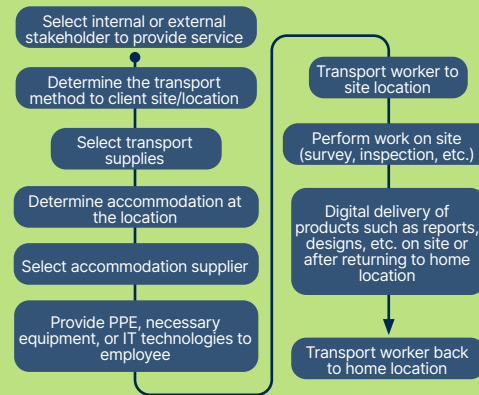 Select internal or external
stakeholder to provide service
Determine the transport
method to client site/location
Select transport
supplies
Determine accommodation at
the location
Select accommodation supplier
Provide PPE, necessary
equipment, or IT technologies to
employee
Transport worker to
site location
Perform work on site
(survey, inspection, etc.)
Digital delivery of
products such as reports,
designs, etc. on site or
after returning to home
location
Transport worker back
to home location